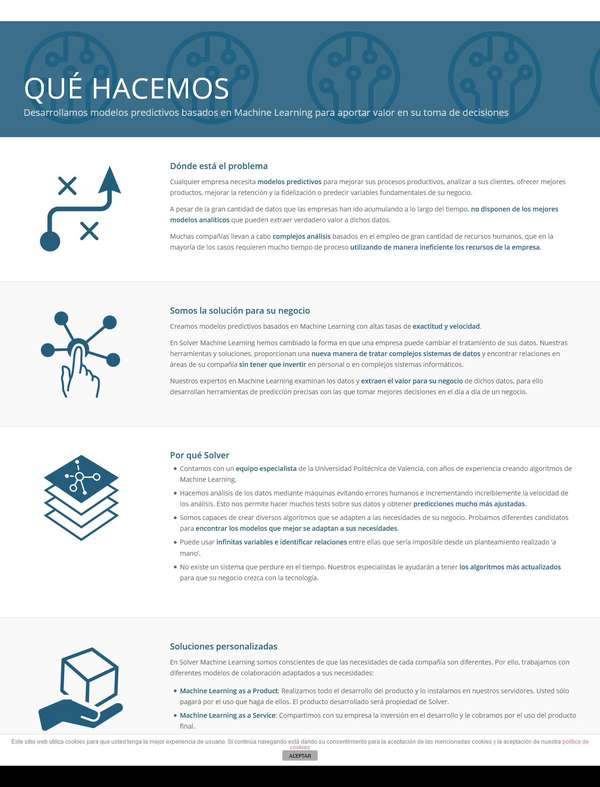 QUÉ HACEMOS
Desarrollamos modelos predictivos basados en Machine Learning para aportar valor en su toma de decisiones
Dónde está el problema
Cualquier empresa necesita modelos predictivos para mejorar sus procesos productivos, analizar a sus clientes, ofrecer mejores
productos, mejorar la retención y la fidelización o predecir variables fundamentales de su negocio.
A pesar de la gran cantidad de datos que las empresas han ido acumulando a lo largo del tiempo, no disponen de los mejores
modelos analíticos que pueden extraer verdadero valor a dichos datos.
Muchas compañías llevan a cabo complejos análisis basados en el empleo de gran cantidad de recursos humanos, que en la
mayoría de los casos requieren mucho tiempo de proceso utilizando de manera ineficiente los recursos de la empresa.
Somos la solución para su negocio
Creamos modelos predictivos basados en Machine Learning con altas tasas de exactitud y velocidad.
En Solver Machine Learning hemos cambiado la forma en que una empresa puede cambiar el tratamiento de sus datos. Nuestras
herramientas y soluciones, proporcionan una nueva manera de tratar complejos sistemas de datos y encontrar relaciones en
áreas de su compañía sin tener que invertir en personal o en complejos sistemas informáticos.
Nuestros expertos en Machine Learning examinan los datos y extraen el valor para su negocio de dichos datos, para ello
desarrollan herramientas de predicción precisas con las que tomar mejores decisiones en el día a día de un negocio.
Por qué Solver
Contamos con un equipo especialista de la Universidad Politécnica de Valencia, con años de experiencia creando algoritmos de
Machine Learning.
Hacemos análisis de los datos mediante máquinas evitando errores humanos e incrementando increíblemente la velocidad de
los análisis. Esto nos permite hacer muchos tests sobre sus datos y obtener predicciones mucho más ajustadas.
Somos capaces de crear diversos algoritmos que se adapten a las necesidades de su negocio. Probamos diferentes candidatos
para encontrar los modelos que mejor se adaptan a sus necesidades.
Puede usar infinitas variables e identificar relaciones entre ellas que sería imposible desde un planteamiento realizado 'a
mano'.
No existe un sistema que perdure en el tiempo. Nuestros especialistas le ayudarán a tener los algoritmos más actualizados
para que su negocio crezca con la tecnología.
Soluciones personalizadas
En Solver Machine Learning somos conscientes de que las necesidades de cada compañía son diferentes. Por ello, trabajamos con
diferentes modelos de colaboración adaptados a sus necesidades:
Machine Learning as a Product: Realizamos todo el desarrollo del producto y lo instalamos en nuestros servidores. Usted sólo
pagará por el uso que haga de ellos. El producto desarrollado será propiedad de Solver.
Machine Learning as a Service: Compartimos con su empresa la inversión en el desarrollo y le cobramos por el uso del producto
final.
Este sitio web utiliza cookies para que usted tenga la mejor experiencia de usuario. Si continúa navegando está dando su consentimiento para la aceptación de las mencionadas cookies y la aceptación de nuestra política de
cookies
ACEPTAR